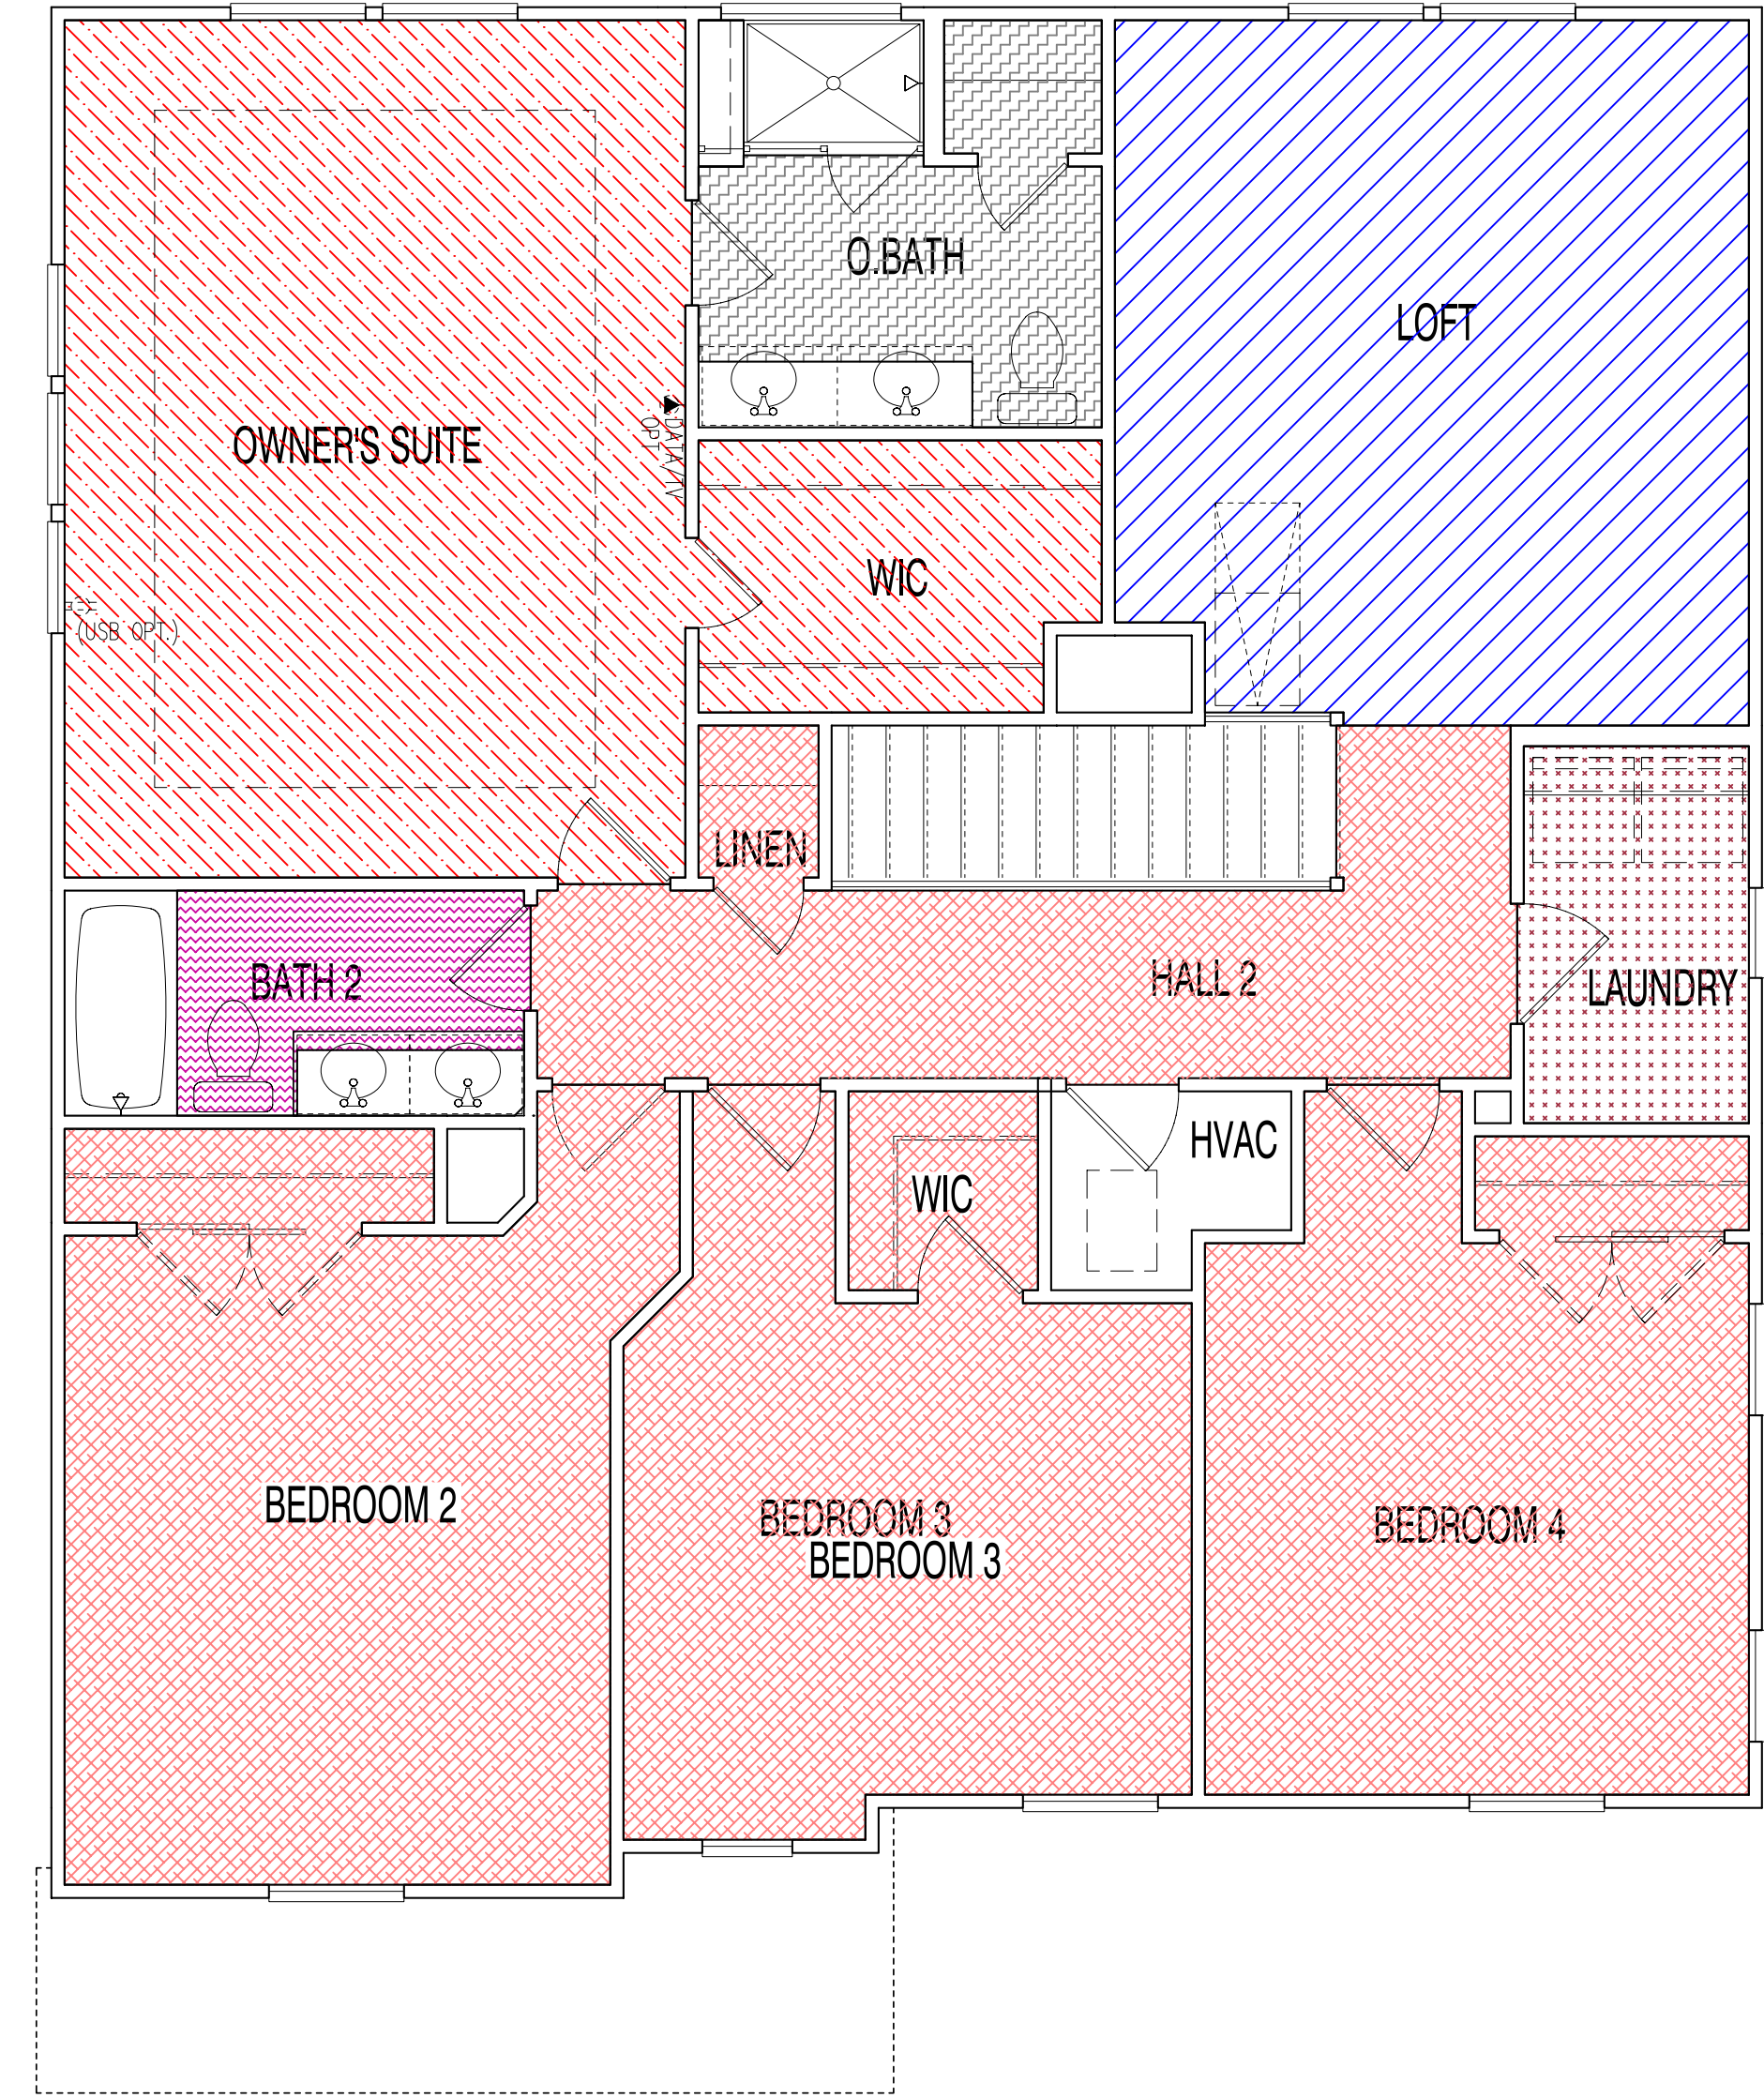 O.BATH
LOFT
OWNER'S SUITE
DATA/TV
OPT.
WIC
(USB OPT.)
LINEN
BATH 2
HALL 2
LAUNDRY
HVAC
WIC
BEDROOM 2
BEDROOM 3
BEDROOM 3
BEDROOM 4